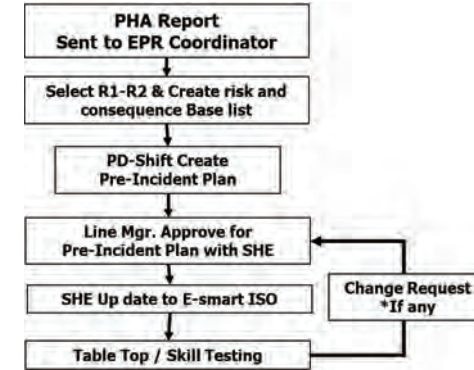 PHA Report
Sent to EPR Coordinator
Select R1-R2 & Create risk and
consequence Base list
PD-Shift Create
Pre-Incident Plan
Line Mgr. Approve for
Pre-Incident Plan with SHE
SHE Up date to E-smart ISO
Change Request
*If any
Table Top / Skill Testing